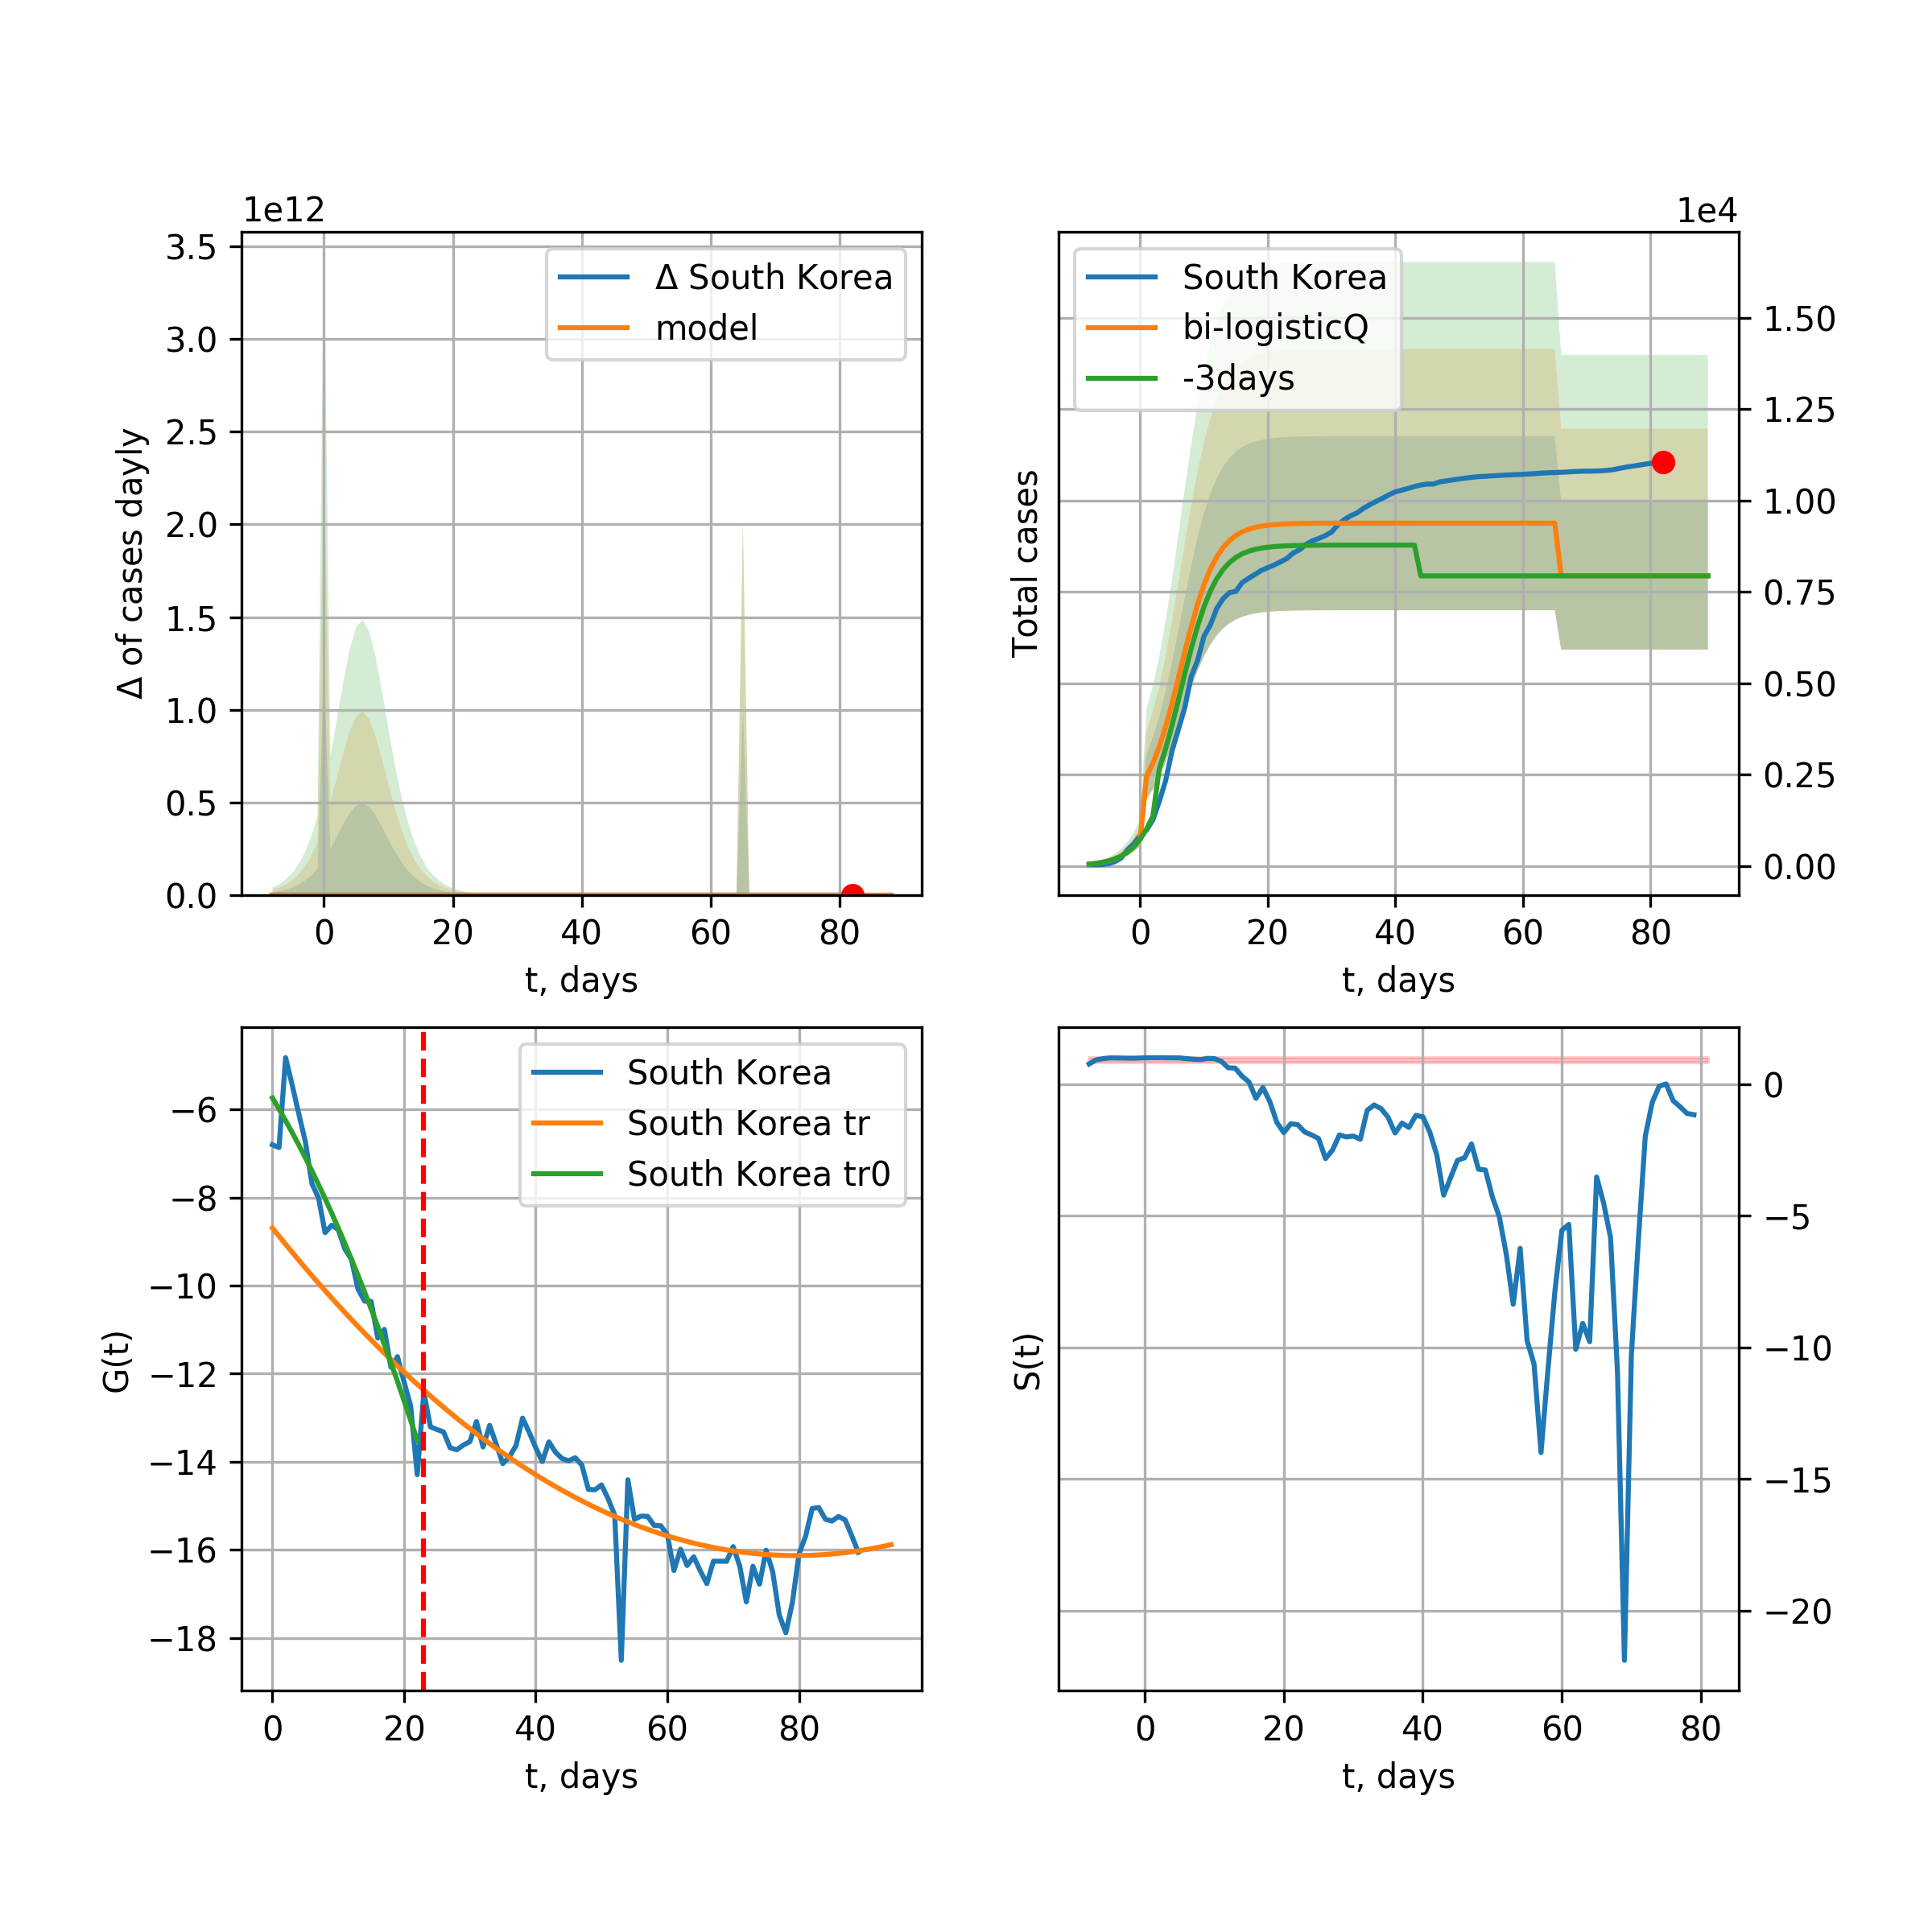 1e12
3.5
3.0
2.5
2.0
1.5
1.0
0.5
0.0
Δ of cases dayly
Δ South Korea
model
0 20 40 60 80
t, days
1e4
South Korea
bi-logisticQ
-3days
Total cases
1.50
1.25
1.00
0.75
0.50
0.25
0.00
0 20 40 60 80
t, days
−6
−8
−10
−12
−14
−16
−18
G(t)
South Korea
South Korea tr
South Korea tr0
0 20 40 60 80
t, days
S(t)
0
−5
−10
−15
−20
0 20 40 60 80
t, days